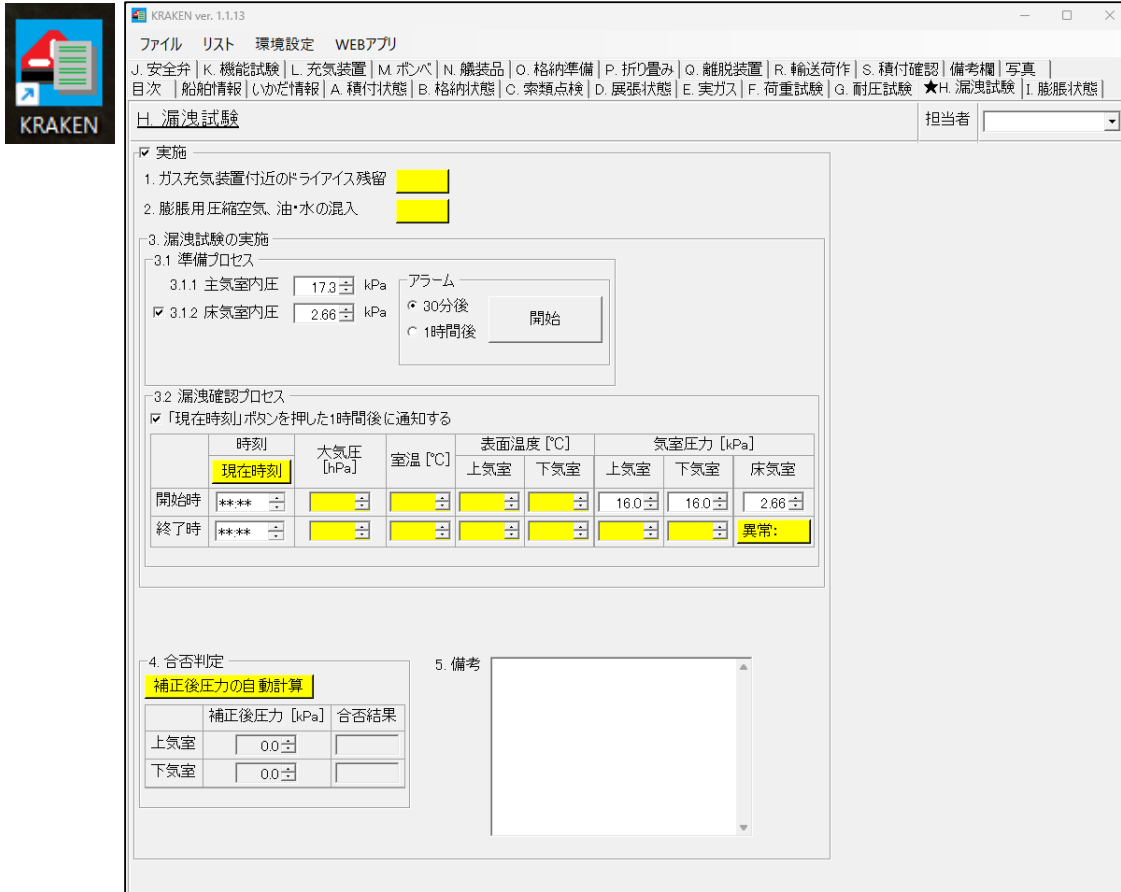 KRAKEN
KRAKEN ver. 1.1.13
ファイル リスト 環境設定 WEBアプリ
J. 安全弁 K. 機能試験 L. 充気装置 M. ボンベ N. 艤装品 O. 格納準備 P. 折り畳み Q. 離脱装置 R. 輸送荷作 S. 積付確認 備考欄 写真
目次 船舶情報 いかだ情報 A. 積付状態 B. 格納状態 C. 索類点検 D. 展張状態 E. 実ガス F. 荷重試験 G. 耐圧試験 ★H. 漏洩試験 I. 膨脹状態
H. 漏洩試験 担当者
実施
1. ガス充気装置付近のドライアイス残留
2. 膨脹用圧縮空気、油・水の混入
3. 漏洩試験の実施
3.1 準備プロセス
3.1.1 主気室内圧 17.3 kPa
3.1.2 床気室内圧 2.66 kPa
アラーム
30分後
1時間後
開始
3.2 漏洩確認プロセス
「現在時刻」ボタンを押した1時間後に通知する
時刻 大気圧 [hPa] 室温 [℃] 表面温度 [℃] 気室圧力 [kPa]
現在時刻 上気室 下気室 上気室 下気室 床気室
開始時 **:** 16.0 16.0 2.66
終了時 **:** 異常:
4. 合否判定
補正後圧力の自動計算
補正後圧力 [kPa] 合否結果
上気室 0.0
下気室 0.0
5. 備考